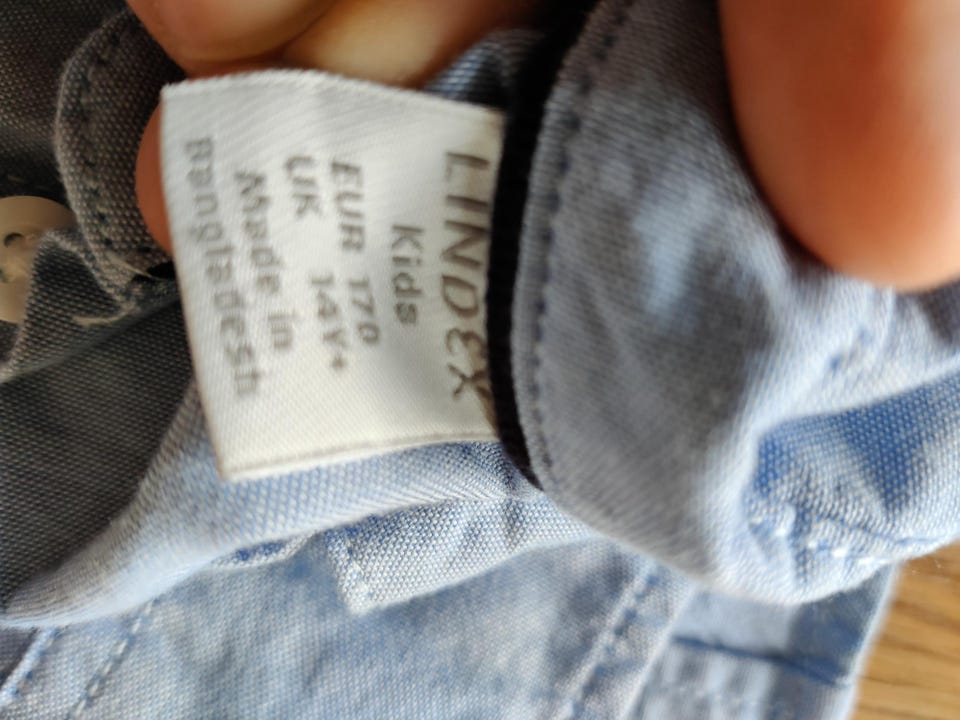 LINDEX
Kids
EUR 170
UK 14Y+
Made in
Bangladesh